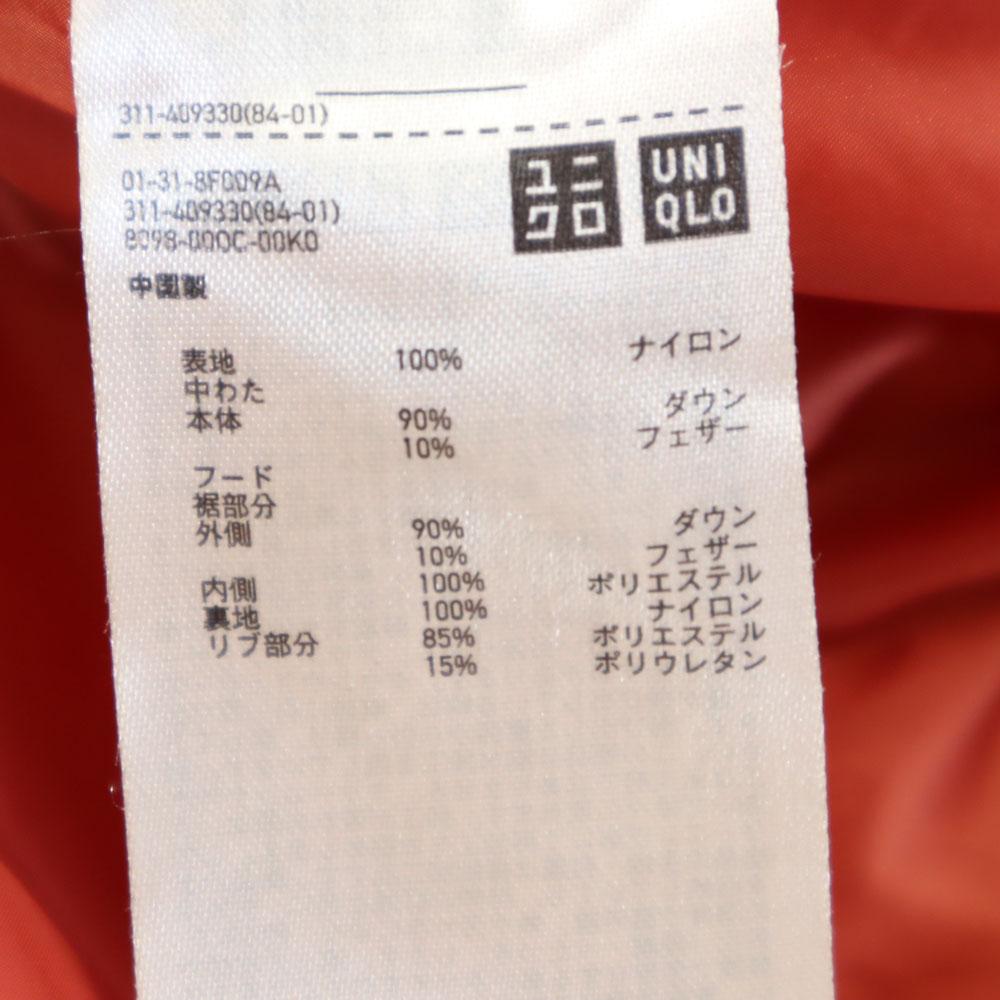 311-409330(84-01)
ユニ
クロ
UNI
QLO
01-31-8F009A
311-409330(84-01)
8098-000C-00K0
中国製
表地 100% ナイロン
中わた
本体 90% ダウン
10% フェザー
フード
裾部分
外側 90% ダウン
10% フェザー
内側 100% ポリエステル
裏地 100% ナイロン
リブ部分 85% ポリエステル
15% ポリウレタン